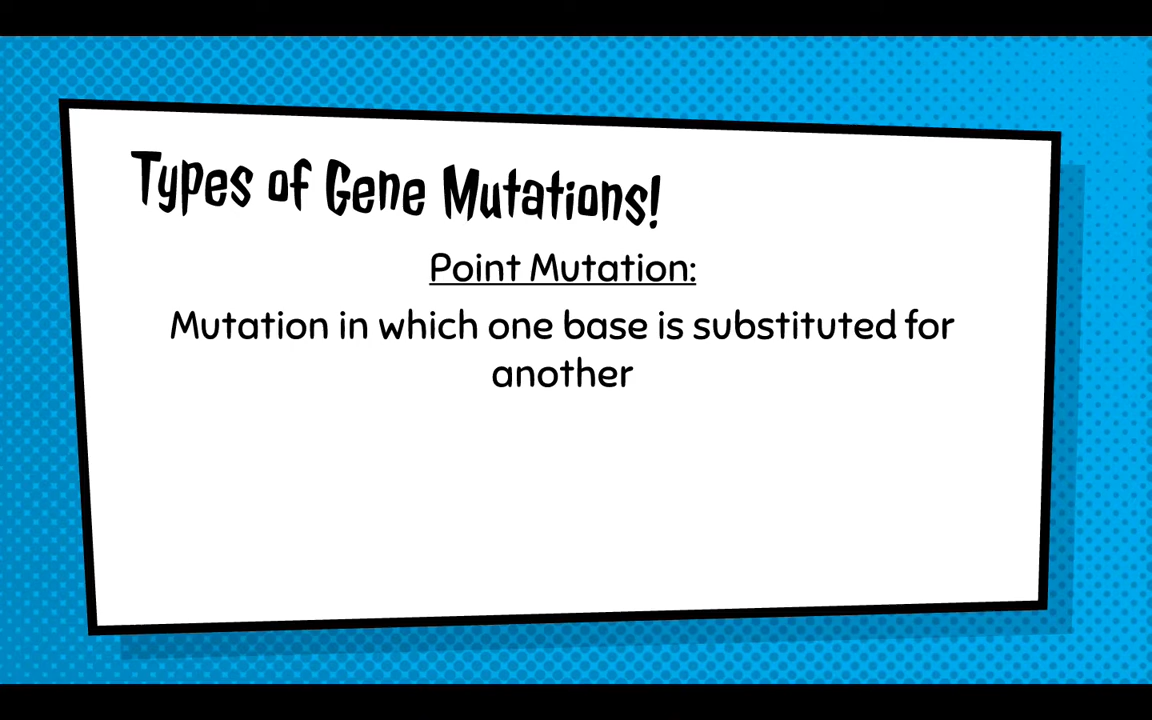 Types of Gene Mutations!
Point Mutation:
Mutation in which one base is substituted for
another